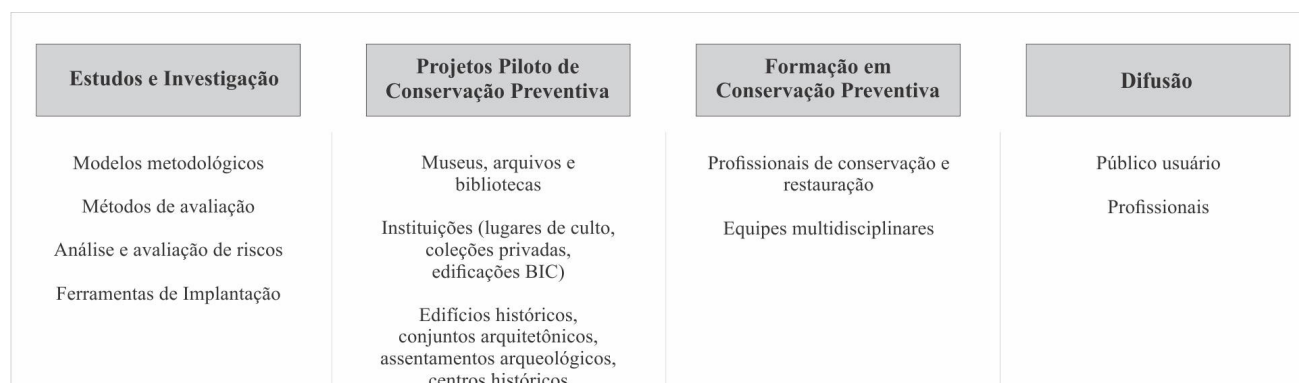 Estudos e Investigação
Modelos metodológicos
Métodos de avaliação
Análise e avaliação de riscos
Ferramentas de Implantação
Projetos Piloto de
Conservação Preventiva
Museus, arquivos e
bibliotecas
Instituições (lugares de culto,
coleções privadas,
edificações BIC)
Edifícios históricos,
conjuntos arquitetônicos,
assentamentos arqueológicos,
centros históricos
Formação em
Conservação Preventiva
Profissionais de conservação e
restauração
Equipes multidisciplinares
Difusão
Público usuário
Profissionais